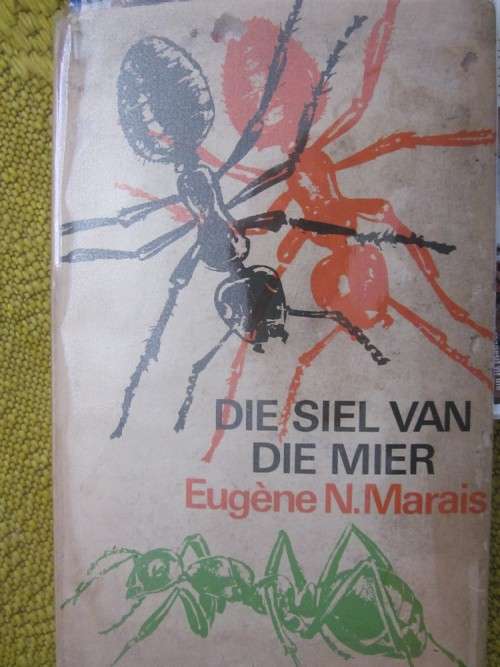 DIE SIEL VAN
DIE MIER
Eugène N. Marais